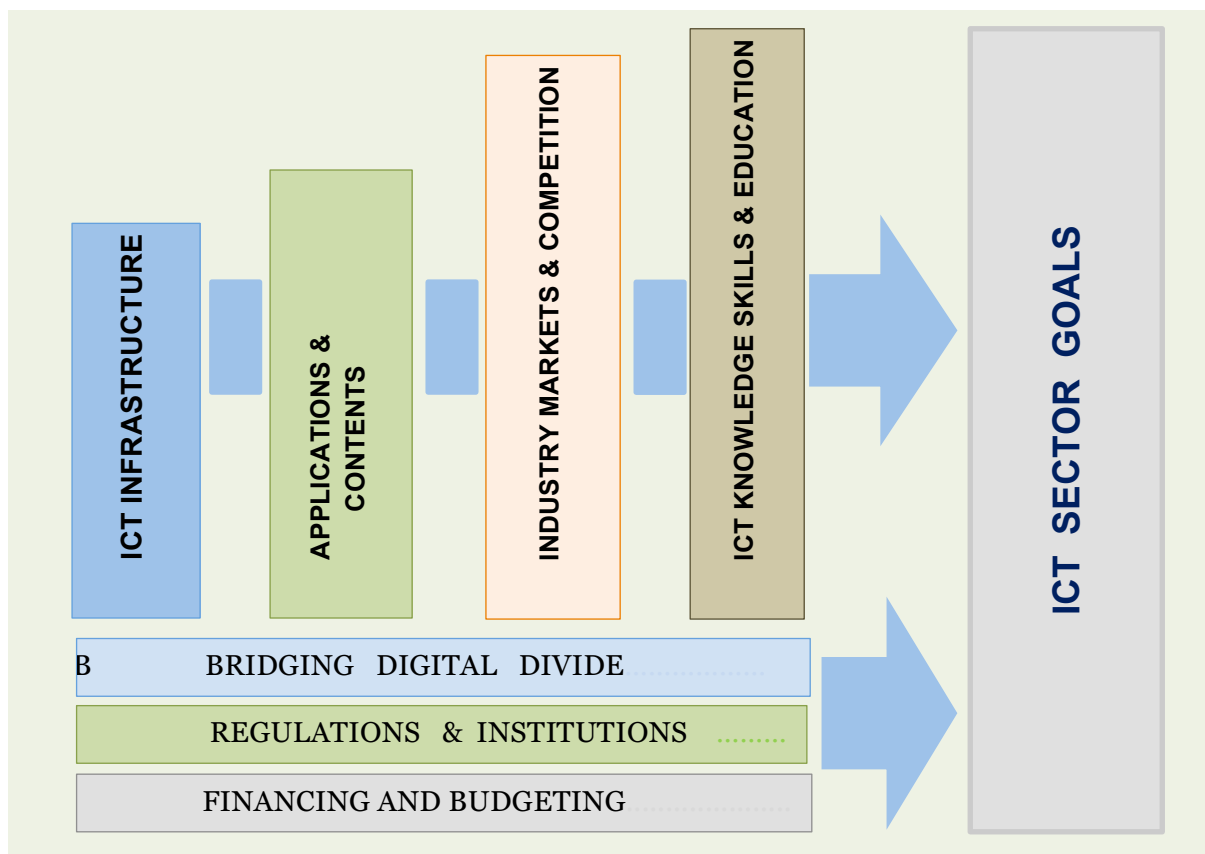 ICT INFRASTRUCTURE
APPLICATIONS &
CONTENTS
INDUSTRY MARKETS & COMPETITION
ICT KNOWLEDGE SKILLS & EDUCATION
ICT SECTOR GOALS
B BRIDGING DIGITAL DIVIDE..................
REGULATIONS & INSTITUTIONS .........
FINANCING AND BUDGETING.....................